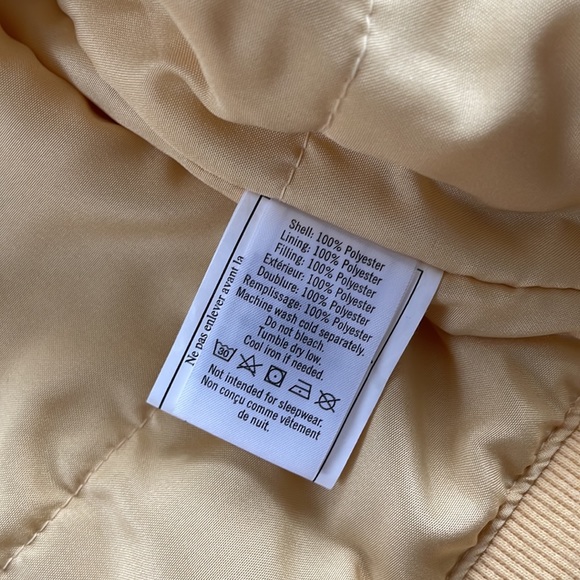 Shell: 100% Polyester
Lining: 100% Polyester
Filling: 100% Polyester
Extérieur: 100% Polyester
Doublure: 100% Polyester
Remplissage: 100% Polyester
Machine wash cold separately.
Do not bleach.
Tumble dry low.
Cool iron if needed.
30
Not intended for sleepwear.
Non conçu comme vêtement
de nuit.
Ne pas enlever avant la